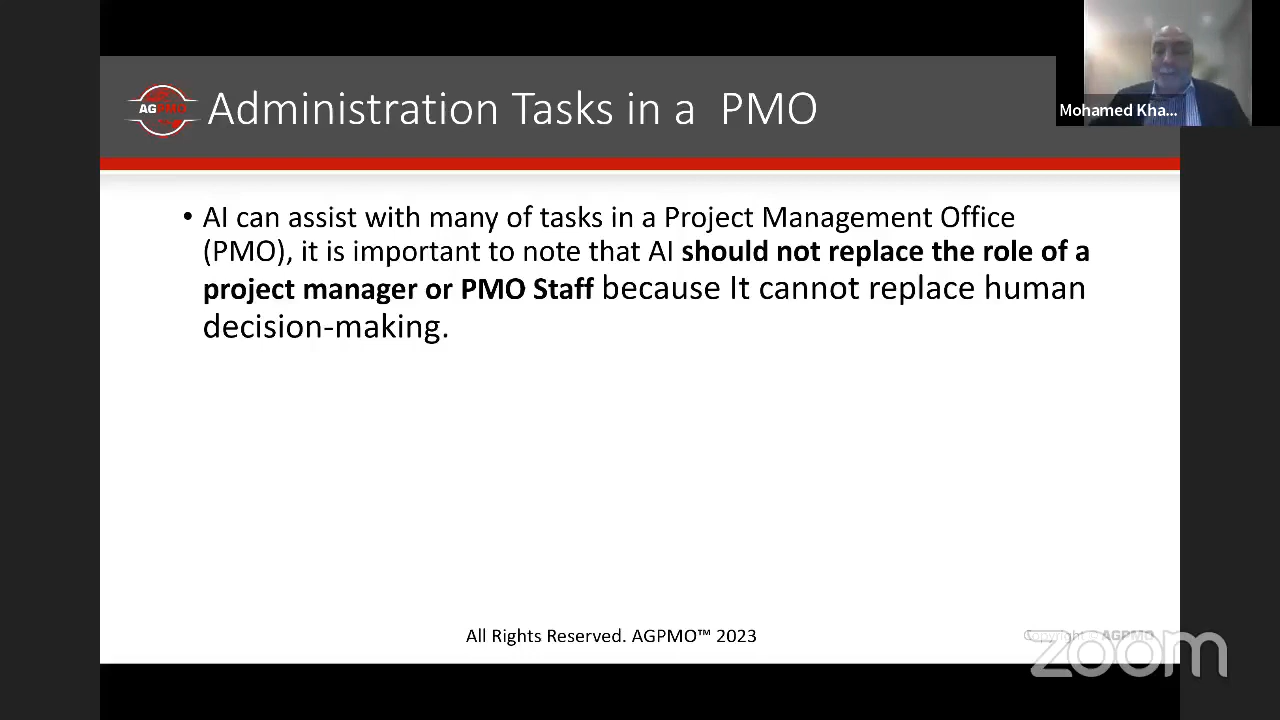 AGPMO
Administration Tasks in a PMO
Mohamed Kha...
• AI can assist with many of tasks in a Project Management Office
(PMO), it is important to note that AI should not replace the role of a
project manager or PMO Staff because It cannot replace human
decision-making.
All Rights Reserved. AGPMO™ 2023
Copyright © AGPMO
zoom